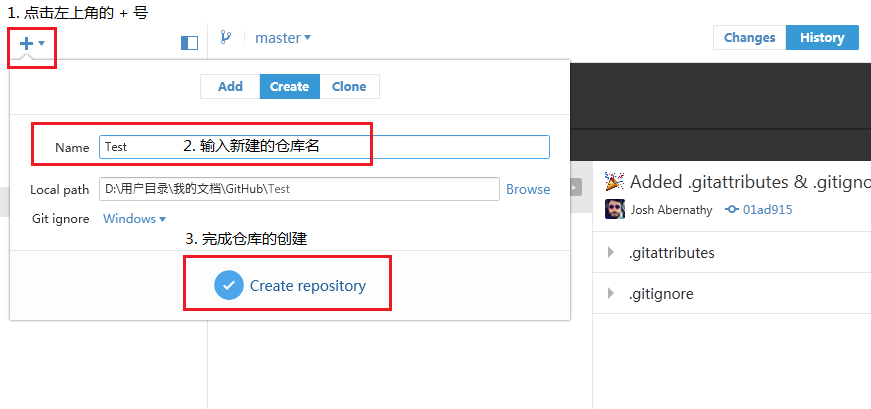 1. 点击左上角的 + 号
master
Changes
History
Add
Create
Clone
Name
Test
2. 输入新建的仓库名
Local path
D:\用户目录\我的文档\GitHub\Test
Browse
Git ignore
Windows
3. 完成仓库的创建
Create repository
Added .gitattributes & .gitigno
Josh Abernathy
01ad915
.gitattributes
.gitignore